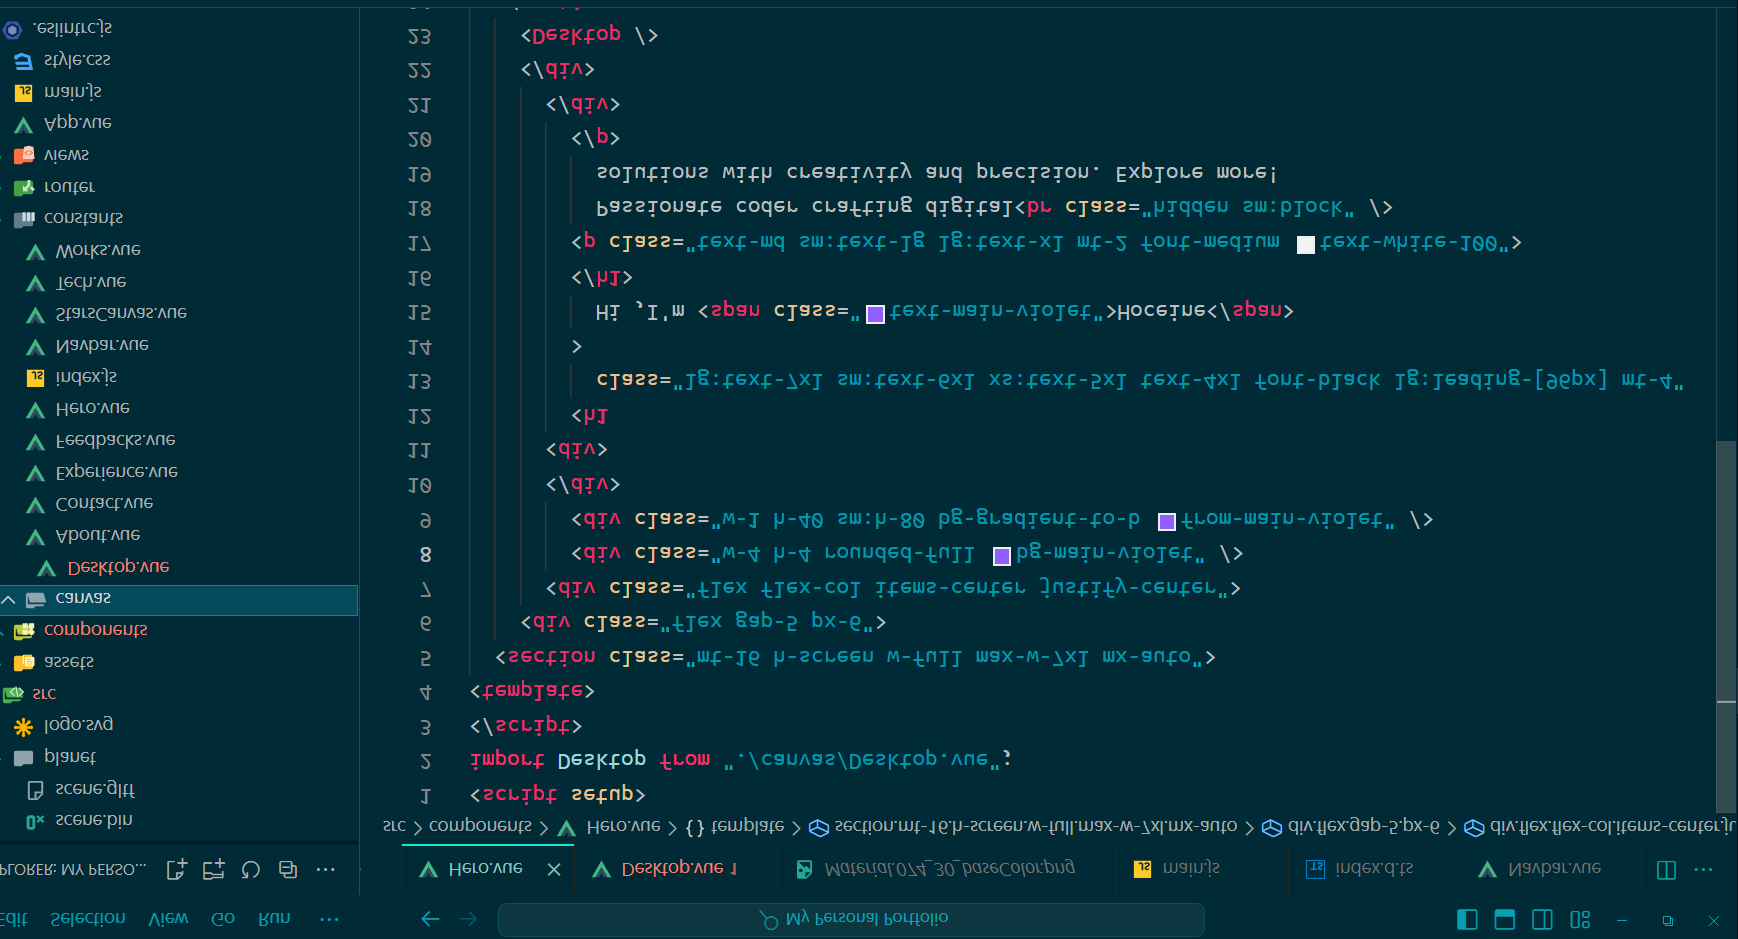 Edit Selection View Go Run ...
My Personal Portfolio
PLORER: MY PERSO...
Hero.vue
Desktop.vue 1
Material.074_30_baseColor.png
main.js
index.d.ts
Navbar.vue
src > components > Hero.vue > {} template > section.mt-16.h-screen.w-full.max-w-7xl.mx-auto > div.flex.gap-5.px-6 > div.flex.flex-col.items-center.ju
scene.bin
scene.gltf
planet
logo.svg
src
assets
components
canvas
Desktop.vue
About.vue
Contact.vue
Experience.vue
Feedbacks.vue
Hero.vue
index.js
Navbar.vue
StarsCanvas.vue
Tech.vue
Works.vue
constants
router
views
App.vue
main.js
style.css
.eslintrc.js
1 <script setup>
2 import Desktop from "./canvas/Desktop.vue";
3 </script>
4 <template>
5 <section class="mt-16 h-screen w-full max-w-7xl mx-auto">
6 <div class="flex gap-5 px-6">
7 <div class="flex flex-col items-center justify-center">
8 <div class="w-4 h-4 rounded-full bg-main-violet" />
9 <div class="w-1 h-40 sm:h-80 bg-gradient-to-b from-main-violet" />
10 </div>
11 <div>
12 <h1
13 class="lg:text-7xl sm:text-6xl xs:text-5xl text-4xl font-black lg:leading-[96px] mt-4"
14 >
15 Hi ,I'm <span class="text-main-violet">Hoceine</span>
16 </h1>
17 <p class="text-md sm:text-lg lg:text-xl mt-2 font-medium text-white-100">
18 Passionate coder crafting digital<br class="hidden sm:block" />
19 solutions with creativity and precision. Explore more!
20 </p>
21 </div>
22 </div>
23 <Desktop />